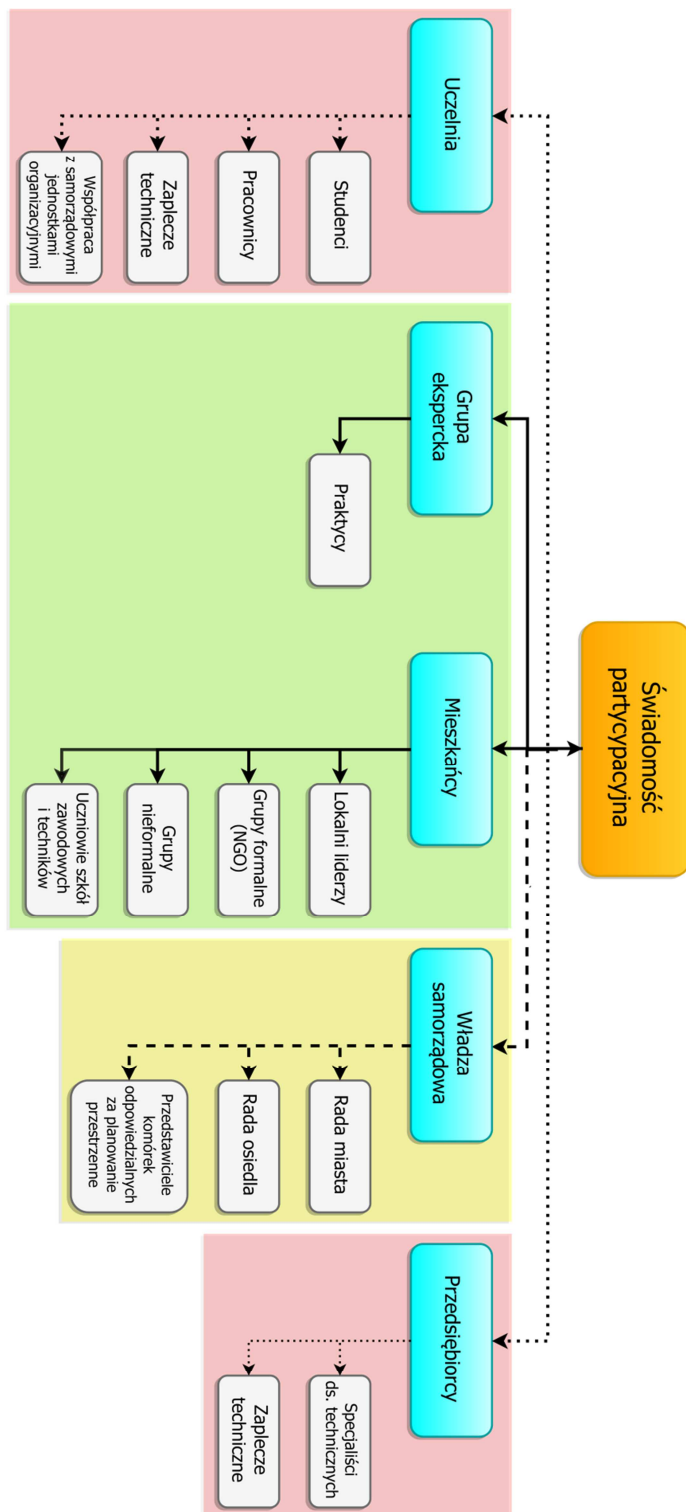 Świadomość
partycypacyjna
Uczelnia
Studenci
Pracownicy
Zaplecze
techniczne
Współpraca
z samorządowymi
jednostkami
organizacyjnymi
Grupa
ekspercka
Praktycy
Mieszkańcy
Lokalni liderzy
Grupy formalne
(NGO)
Grupy
nieformalne
Uczniowie szkół
zawodowych
i techników
Władza
samorządowa
Rada miasta
Rada osiedla
Przedstawiciele
komórek
odpowiedzialnych
za planowanie
przestrzenne
Przedsiębiorcy
Specjaliści
ds. technicznych
Zaplecze
techniczne